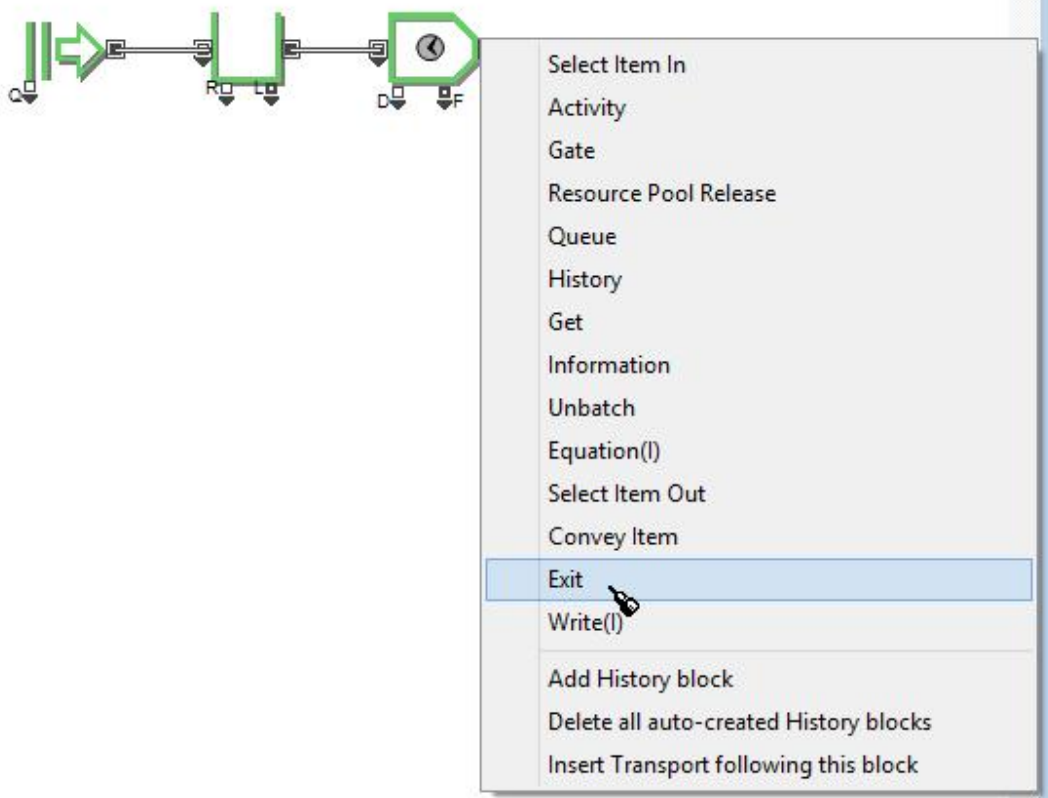 Q
R
L
D
F
Select Item In
Activity
Gate
Resource Pool Release
Queue
History
Get
Information
Unbatch
Equation(I)
Select Item Out
Convey Item
Exit
Write(I)
Add History block
Delete all auto-created History blocks
Insert Transport following this block